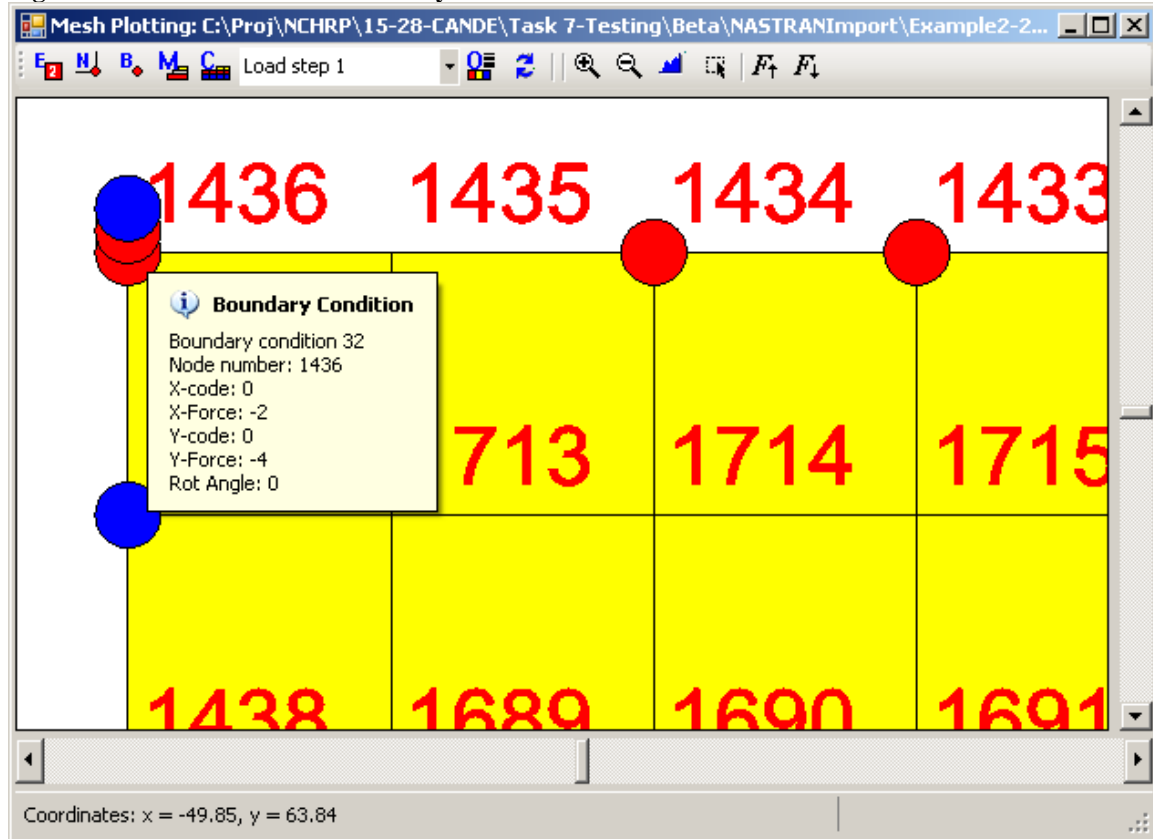 Mesh Plotting: C:\Proj\NCHRP\15-28-CANDE\Task 7-Testing\Beta\NASTRANImport\Example2-2...
E 2 N B M C Load step 1 O F F
1436 1435 1434 1433
Boundary Condition
Boundary condition 32
Node number: 1436
X-code: 0
X-Force: -2
Y-code: 0
Y-Force: -4
Rot Angle: 0
713 1714 1715
1438 1689 1690 1691
Coordinates: x = -49.85, y = 63.84